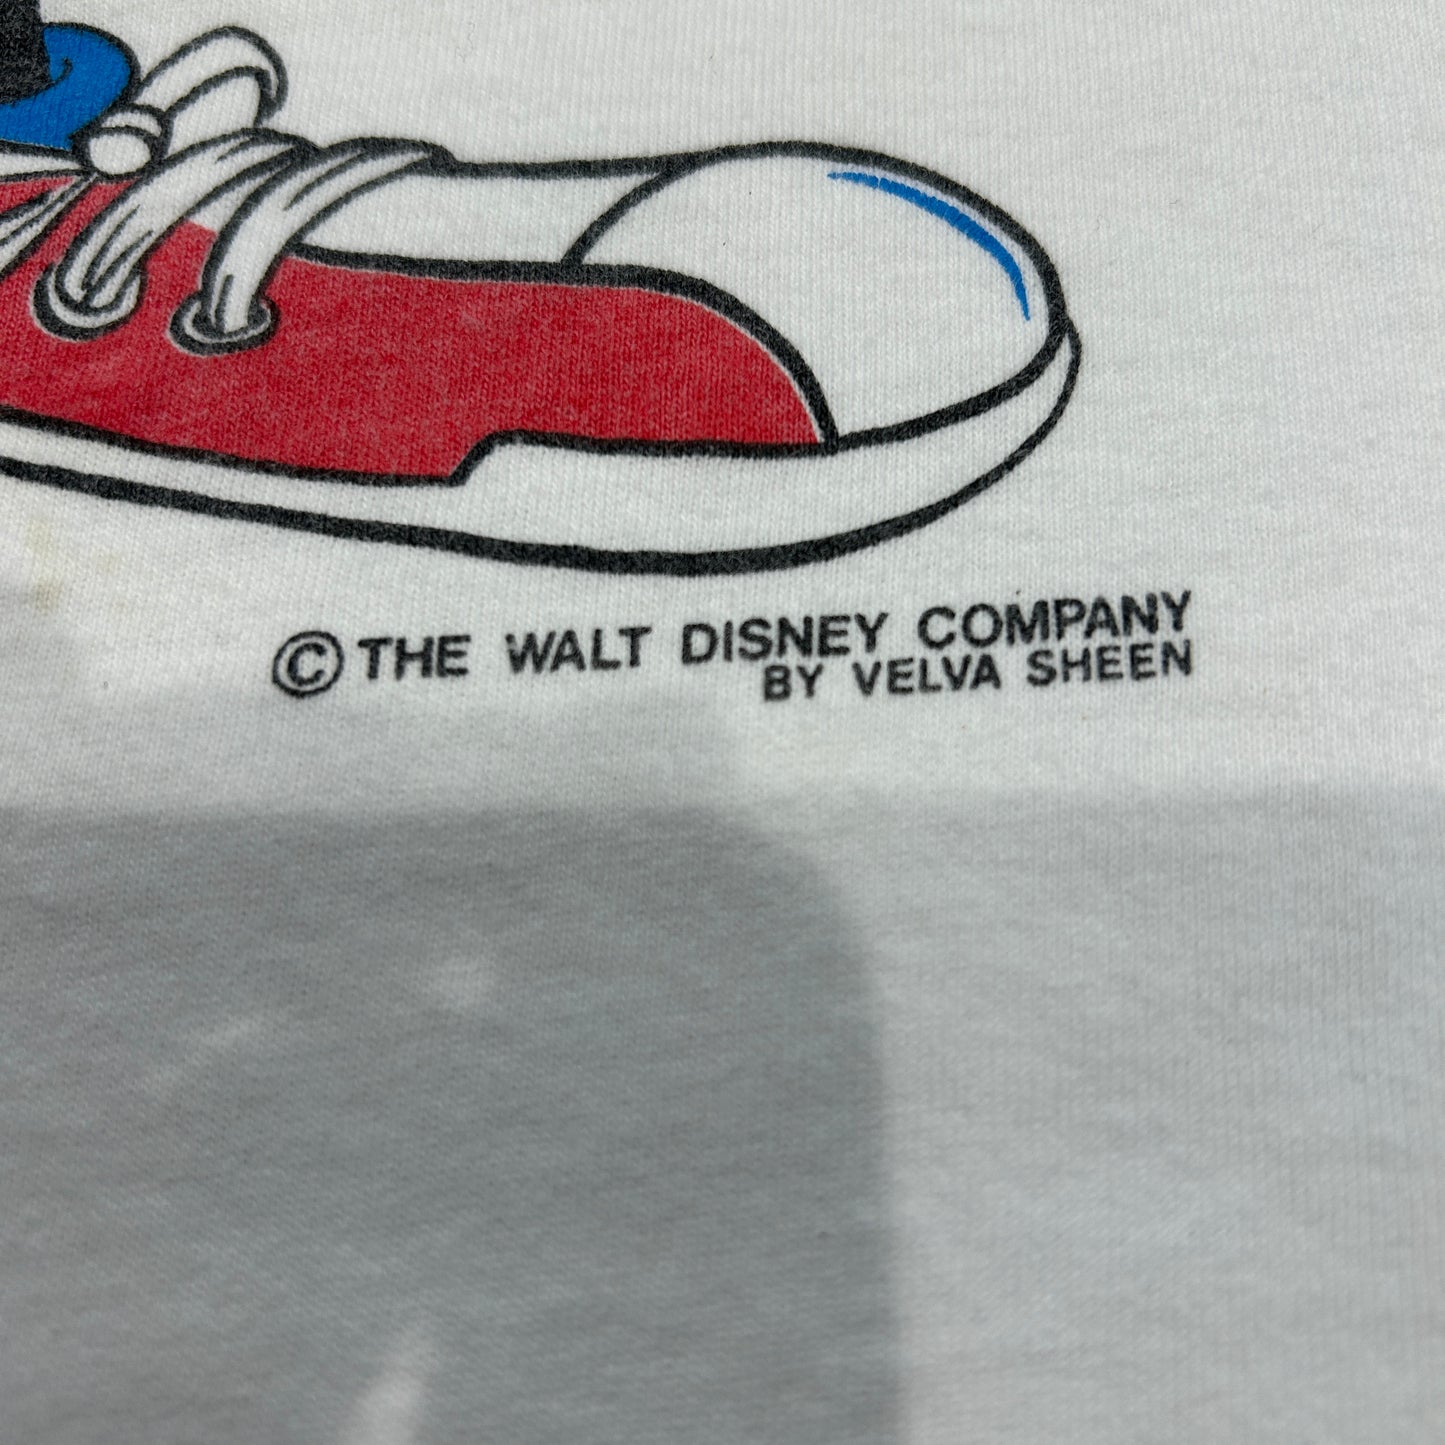 © THE WALT DISNEY COMPANY
BY VELVA SHEEN